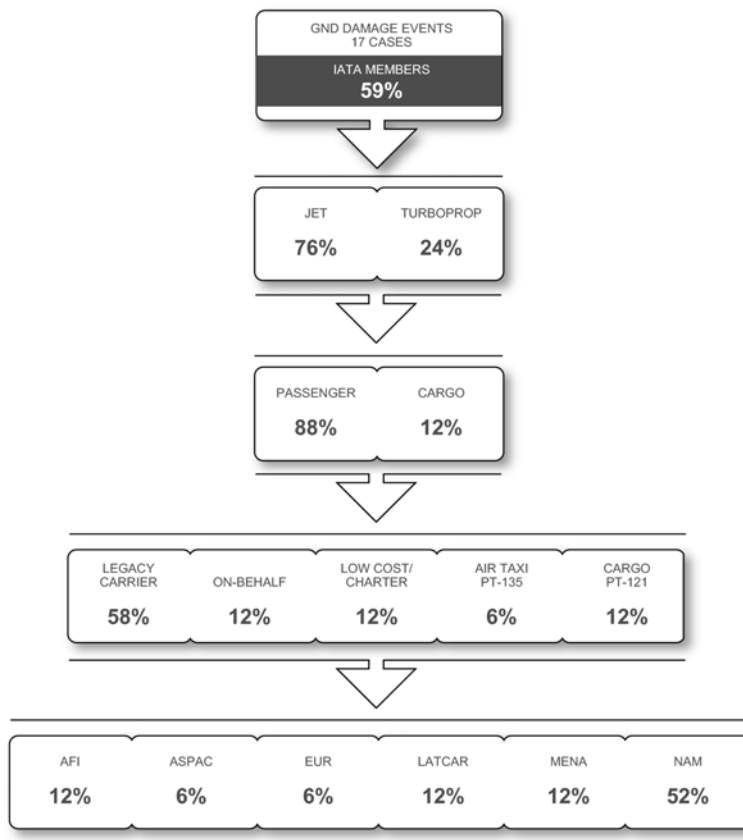 GND DAMAGE EVENTS
17 CASES
IATA MEMBERS
59%
JET
TURBOPROP
76%
24%
PASSENGER
CARGO
88%
12%
LEGACY
CARRIER
ON-BEHALF
LOW COST/
CHARTER
AIR TAXI
PT-135
CARGO
PT-121
58%
12%
12%
6%
12%
AFI
ASPAC
EUR
LATCAR
MENA
NAM
12%
6%
6%
12%
12%
52%